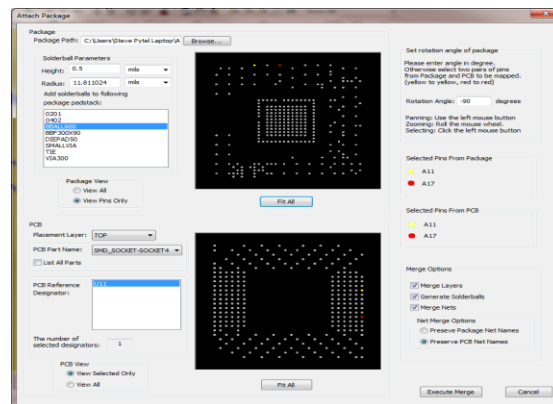 Attach Package
Package
Package Path: C:\Users\Steve Pytel Laptop\A Browse...
Solderball Parameters
Height: 0.5 mils
Radius: 11.811024 mils
Add solderballs to following
package padstack:
0201
0402
BBP300X50
DIEPAD50
SMALLVIA
TIE
VIA300
Package View
View All
View Pins Only
Fit All
PCB
Placement Layer: TOP
PCB Part Name: SMD_SOCKET-SOCKET4
List All Parts
PCB Reference
Designator:
U11
The number of
selected designators: 1
PCB View
View Selected Only
View All
Fit All
Set rotation angle of package
Please enter angle in degree,
Otherwise select two pairs of pins
from Package and PCB to be mapped.
(yellow to yellow, red to red)
Rotation Angle: -90 degrees
Panning: Use the left mouse button
Zooming: Roll the mouse wheel.
Selecting: Click the left mouse button
Selected Pins From Package
A11
A17
Selected Pins From PCB
A11
A17
Merge Options
Merge Layers
Generate Solderballs
Merge Nets
Net Merge Options
Preseve Package Net Names
Preserve PCB Net Names
Execute Merge
Cancel